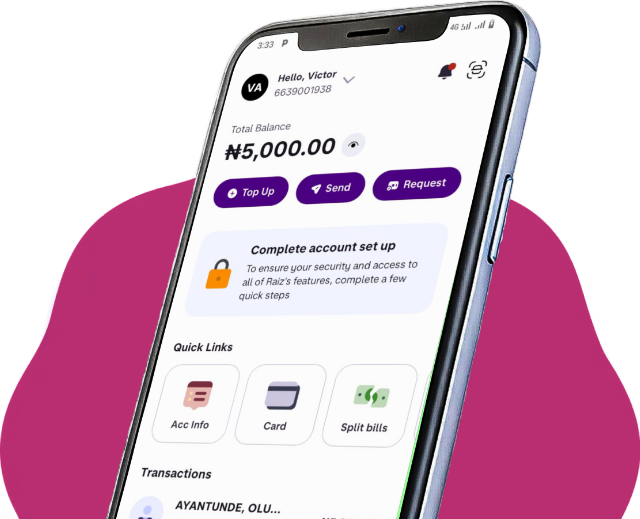 3:33 P 4G
VA
Hello, Victor
6639001938
Total Balance
₦5,000.00
Top Up Send Request
Complete account set up
To ensure your security and access to
all of Raiz's features, complete a few
quick steps
Quick Links
Acc Info Card Split bills
Transactions
AYANTUNDE, OLU...